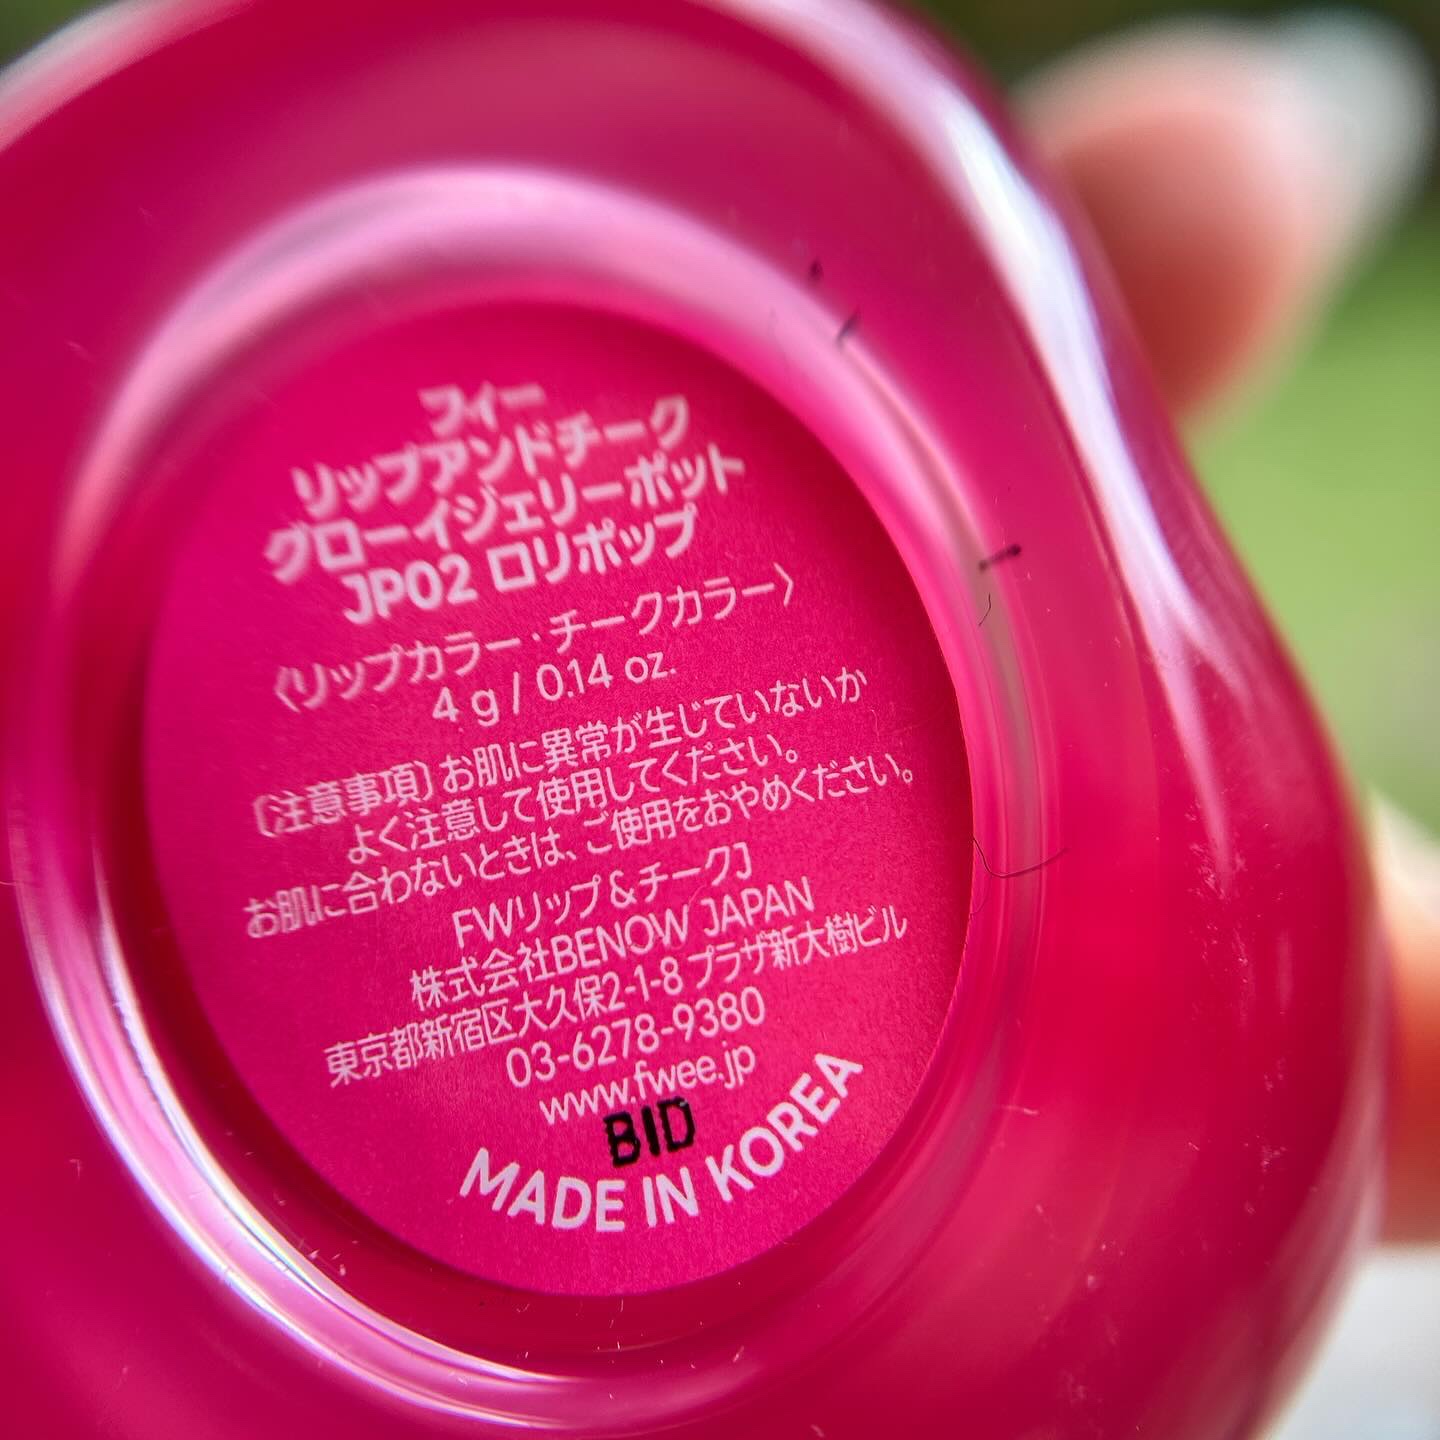 フィー
リップアンドチーク
グローイジェリーポット
JP02 ロリポップ
〈リップカラー・チークカラー〉
4 g / 0.14 oz.
〔注意事項〕お肌に異常が生じていないか
よく注意して使用してください。
お肌に合わないときは、ご使用をおやめください。
FWリップ&チークJ
株式会社BENOW JAPAN
東京都新宿区大久保2-1-8 プラザ新大樹ビル
03-6278-9380
www.fwee.jp
BID
MADE IN KOREA